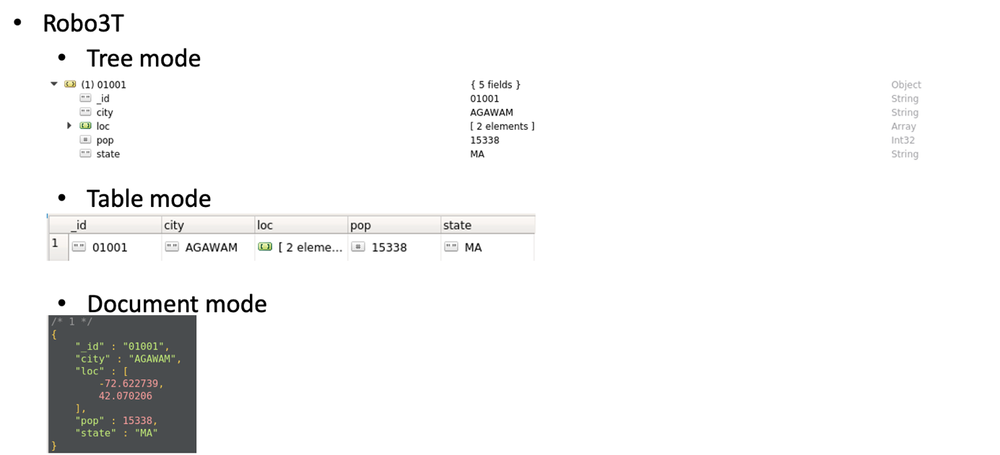 • Robo3T
• Tree mode
(1) 01001 { 5 fields } Object
"" _id 01001 String
"" city AGAWAM String
loc [ 2 elements ] Array
# pop 15338 Int32
"" state MA String
• Table mode
_id city loc pop state
1 "" 01001 "" AGAWAM [ 2 eleme... # 15338 "" MA
• Document mode
/* 1 */
{
    "_id" : "01001",
    "city" : "AGAWAM",
    "loc" : [
        -72.622739,
        42.070206
    ],
    "pop" : 15338,
    "state" : "MA"
}